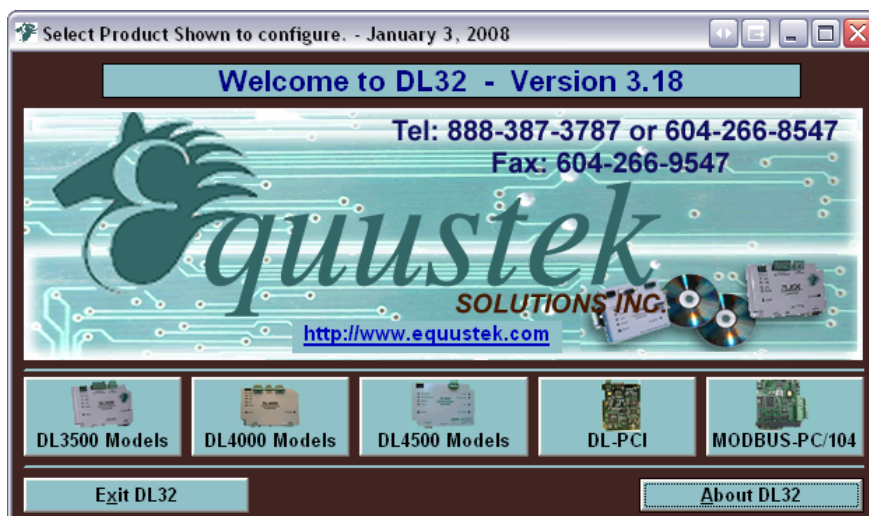 Select Product Shown to configure. - January 3, 2008
Welcome to DL32 - Version 3.18
Tel: 888-387-3787 or 604-266-8547
Fax: 604-266-9547
Equustek
SOLUTIONS INC.
http://www.equustek.com
DL3500 Models
DL4000 Models
DL4500 Models
DL-PCI
MODBUS-PC/104
Exit DL32
About DL32